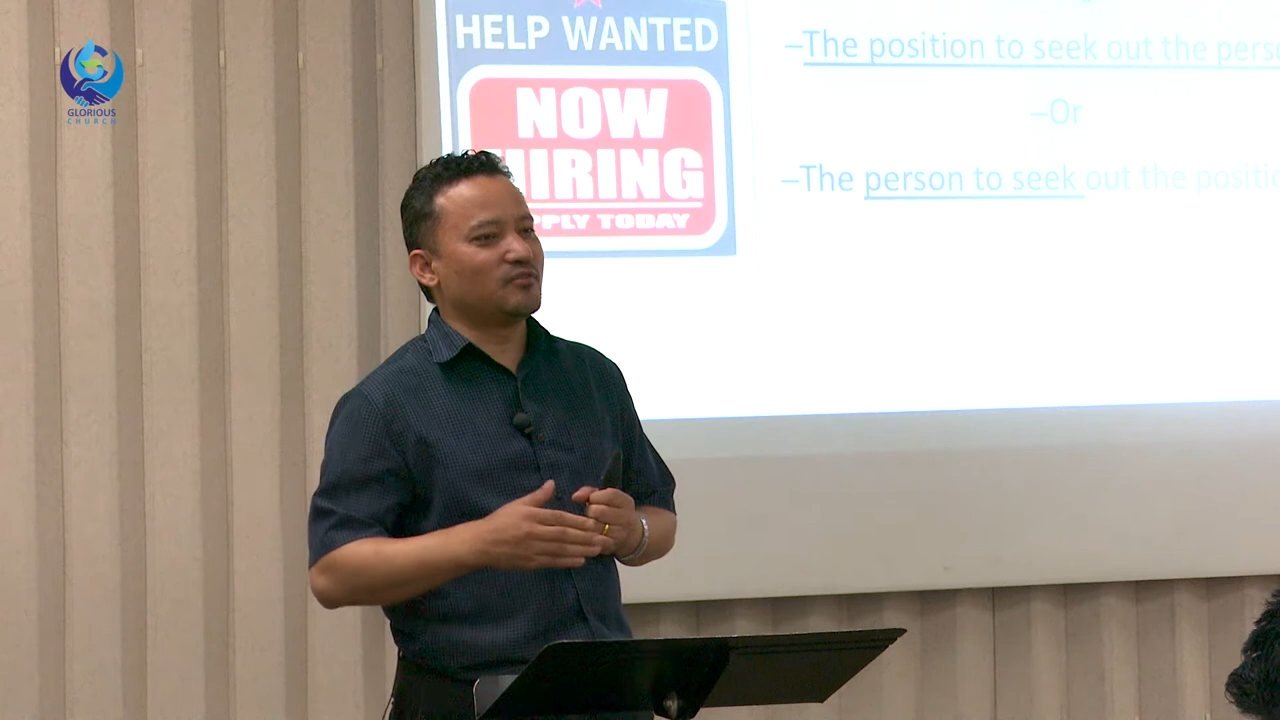 GLORIOUS
CHURCH
HELP WANTED
NOW
HIRING
APPLY TODAY
–The position to seek out the perso
–Or
–The person to seek out the positio